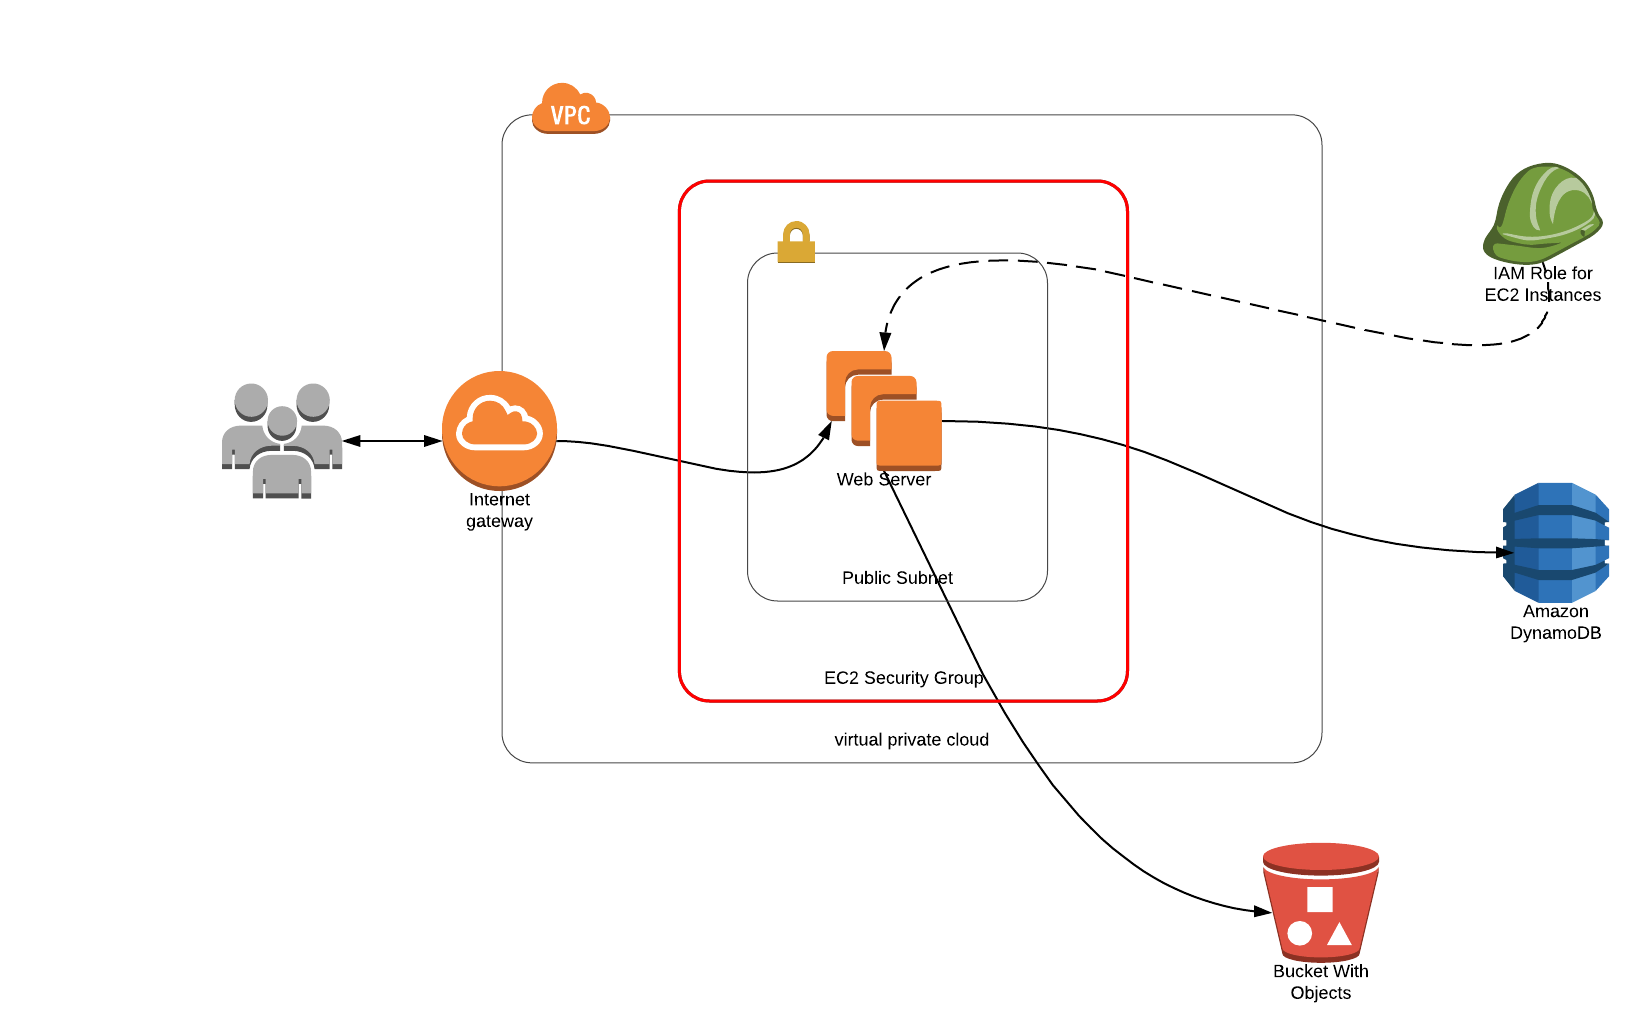 VPC
IAM Role for
EC2 Instances
Internet
gateway
Web Server
Public Subnet
EC2 Security Group
virtual private cloud
Amazon
DynamoDB
Bucket With
Objects